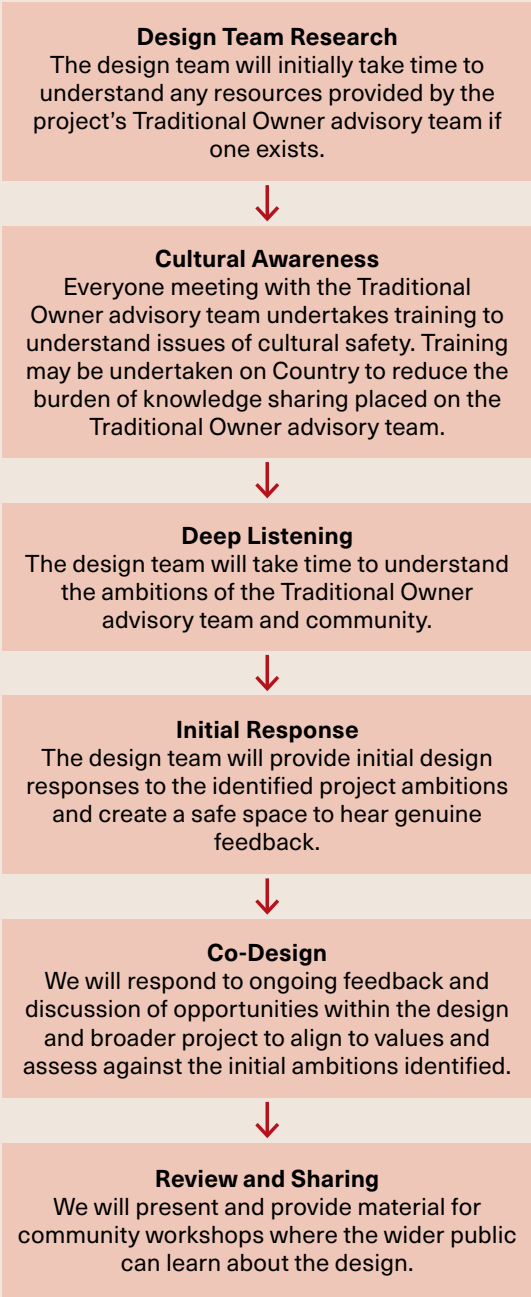 Design Team Research
The design team will initially take time to
understand any resources provided by the
project's Traditional Owner advisory team if
one exists.
Cultural Awareness
Everyone meeting with the Traditional
Owner advisory team undertakes training to
understand issues of cultural safety. Training
may be undertaken on Country to reduce the
burden of knowledge sharing placed on the
Traditional Owner advisory team.
Deep Listening
The design team will take time to understand
the ambitions of the Traditional Owner
advisory team and community.
Initial Response
The design team will provide initial design
responses to the identified project ambitions
and create a safe space to hear genuine
feedback.
Co-Design
We will respond to ongoing feedback and
discussion of opportunities within the design
and broader project to align to values and
assess against the initial ambitions identified.
Review and Sharing
We will present and provide material for
community workshops where the wider public
can learn about the design.